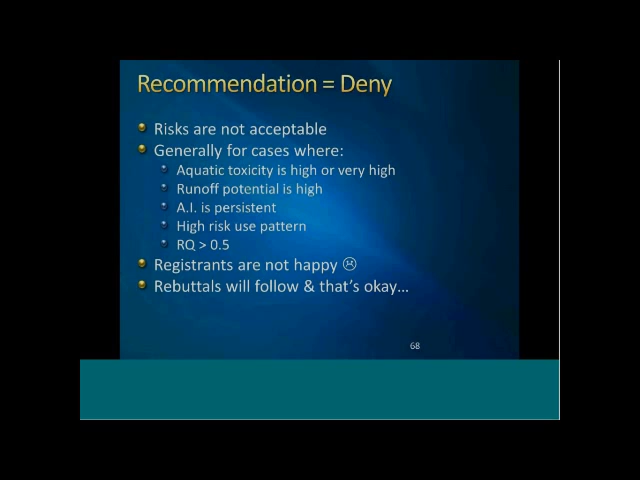 Recommendation = Deny
Risks are not acceptable
Generally for cases where:
Aquatic toxicity is high or very high
Runoff potential is high
A.I. is persistent
High risk use pattern
RQ > 0.5
Registrants are not happy ☹
Rebuttals will follow & that's okay…
68